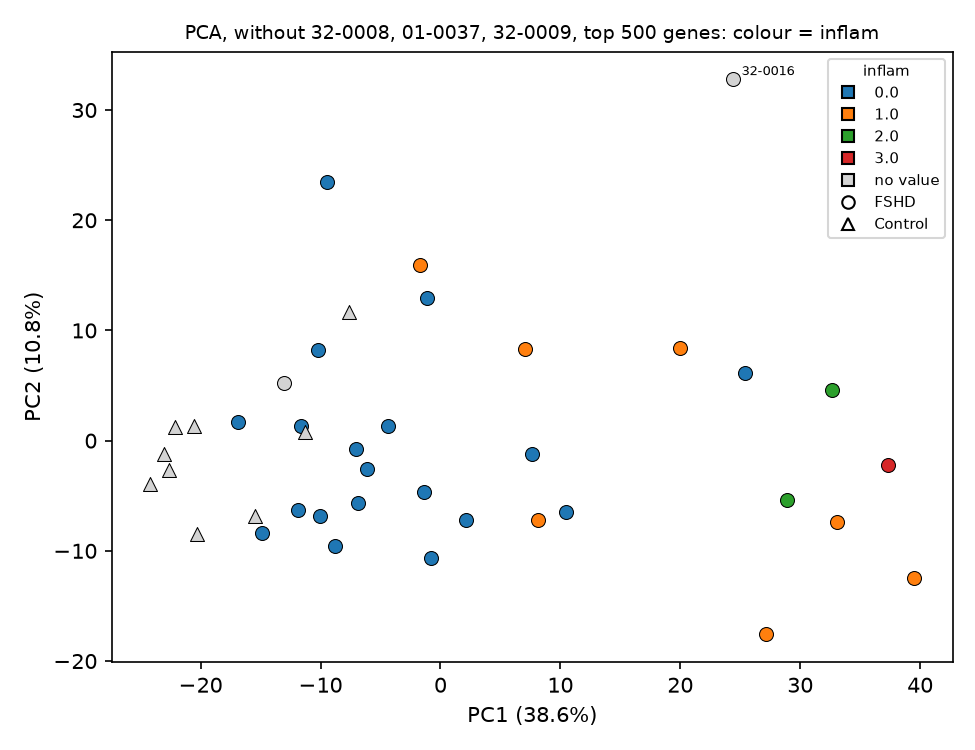 PCA, without 32-0008, 01-0037, 32-0009, top 500 genes: colour = inflam
32-0016
inflam
0.0
1.0
2.0
3.0
no value
FSHD
Control
PC2 (10.8%)
30
20
10
0
−10
−20
−20 −10 0 10 20 30 40
PC1 (38.6%)